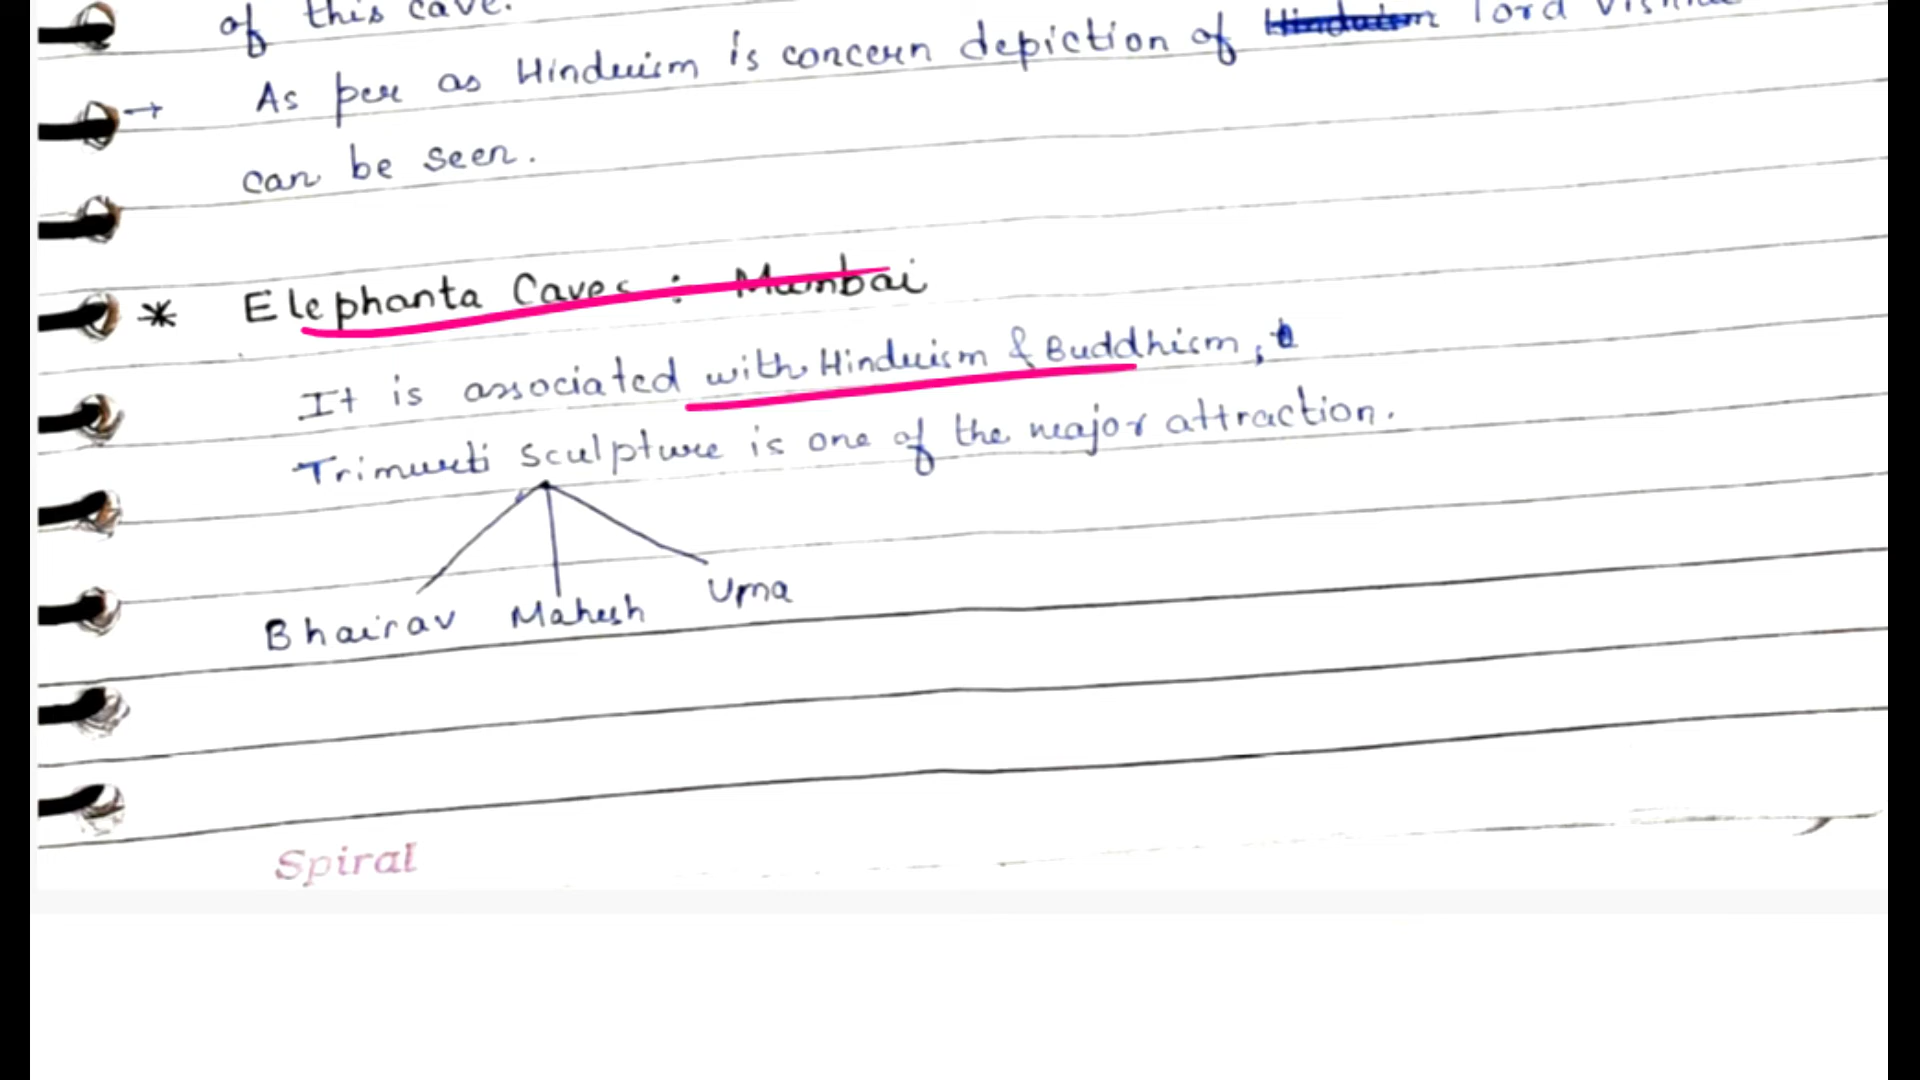 of this cave.
→ As per as Hinduism is concern depiction of lord
can be seen.
* Elephanta Caves : Mumbai
It is associated with Hinduism & Buddhism,
Trimurti sculpture is one of the major attraction.
Bhairav Mahesh Uma
Spiral